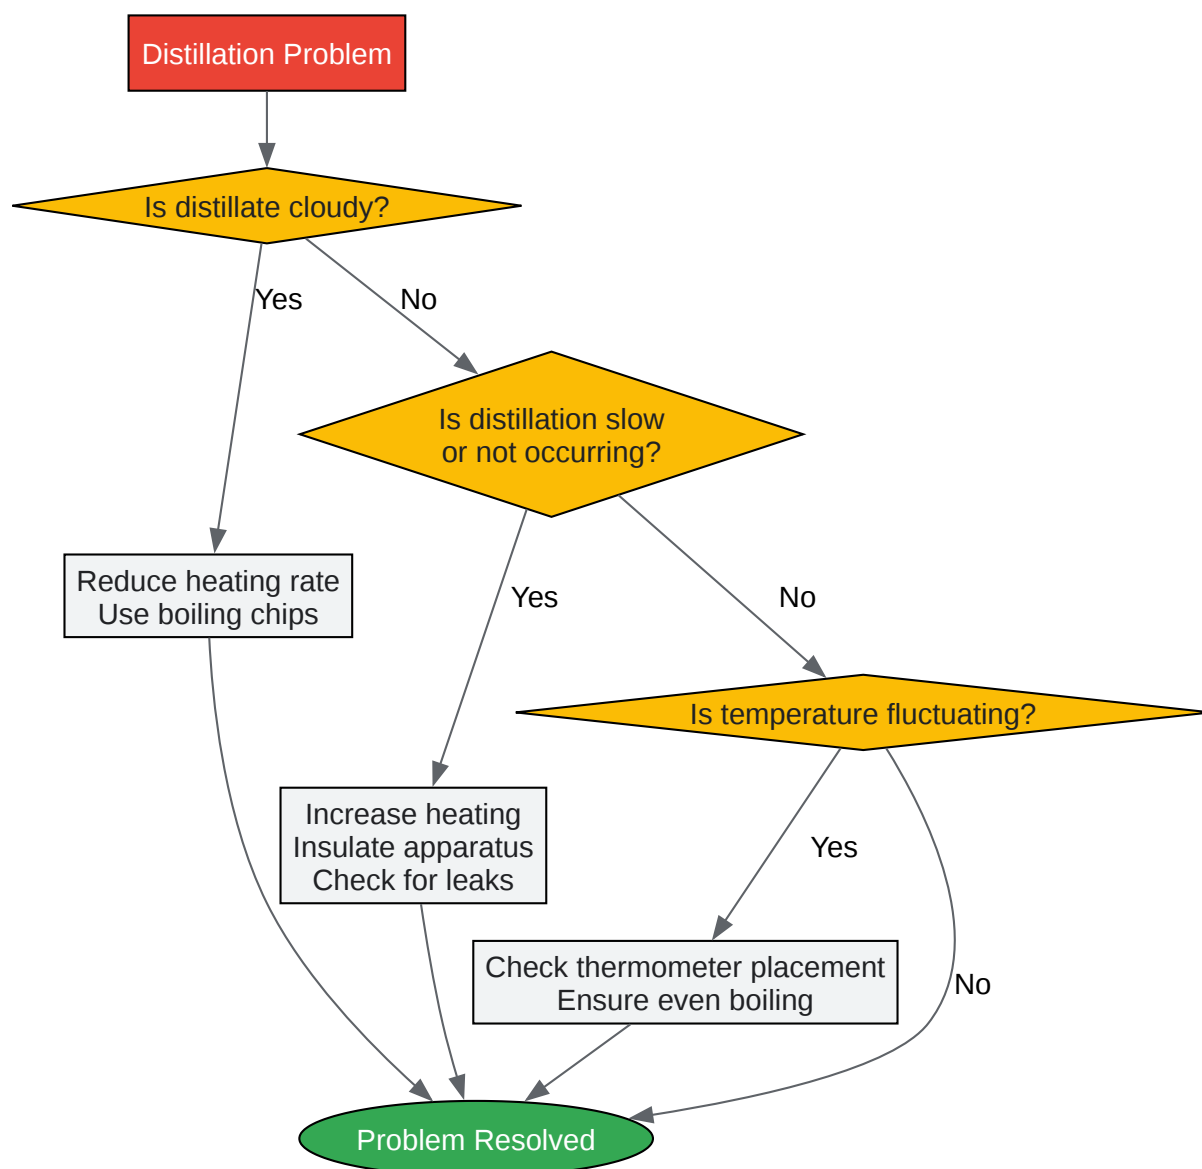 Distillation Problem
Is distillate cloudy?
Yes
No
Is distillation slow
or not occurring?
Reduce heating rate
Use boiling chips
Yes
No
Is temperature fluctuating?
Increase heating
Insulate apparatus
Check for leaks
Yes
Check thermometer placement
Ensure even boiling
No
Problem Resolved